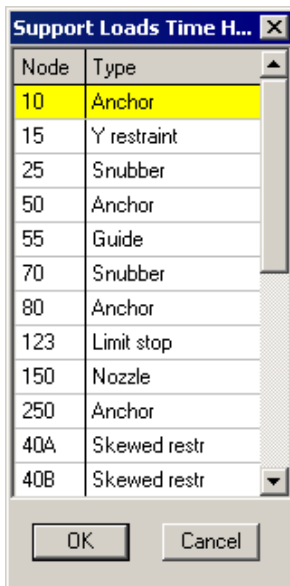 Support Loads Time H...
Node Type
10 Anchor
15 Y restraint
25 Snubber
50 Anchor
55 Guide
70 Snubber
80 Anchor
123 Limit stop
150 Nozzle
250 Anchor
40A Skewed restr
40B Skewed restr
OK Cancel